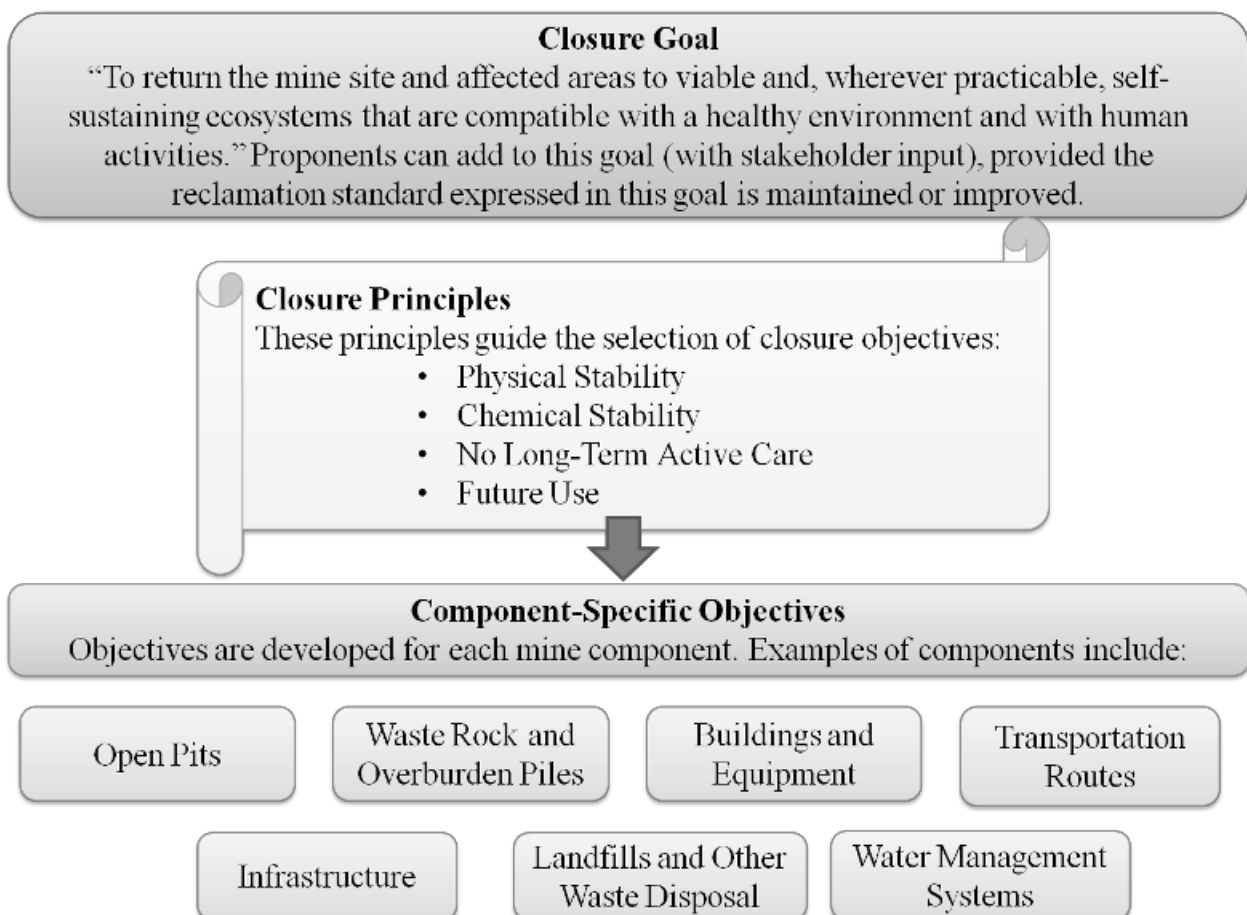 Closure Goal
“To return the mine site and affected areas to viable and, wherever practicable, self-
sustaining ecosystems that are compatible with a healthy environment and with human
activities.” Proponents can add to this goal (with stakeholder input), provided the
reclamation standard expressed in this goal is maintained or improved.
Closure Principles
These principles guide the selection of closure objectives:
• Physical Stability
• Chemical Stability
• No Long-Term Active Care
• Future Use
Component-Specific Objectives
Objectives are developed for each mine component. Examples of components include:
Open Pits
Waste Rock and
Overburden Piles
Buildings and
Equipment
Transportation
Routes
Infrastructure
Landfills and Other
Waste Disposal
Water Management
Systems